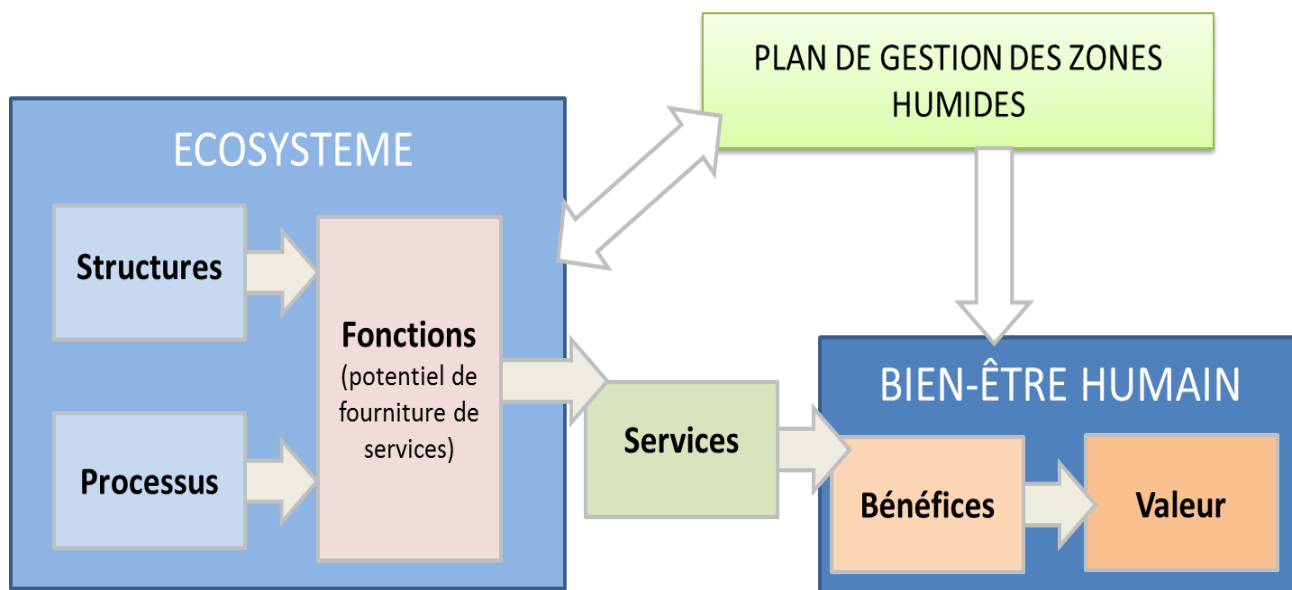 PLAN DE GESTION DES ZONES
HUMIDES
ECOSYSTEME
Structures
Fonctions
(potentiel de
fourniture de
services)
Processus
Services
BIEN-ÊTRE HUMAIN
Bénéfices
Valeur